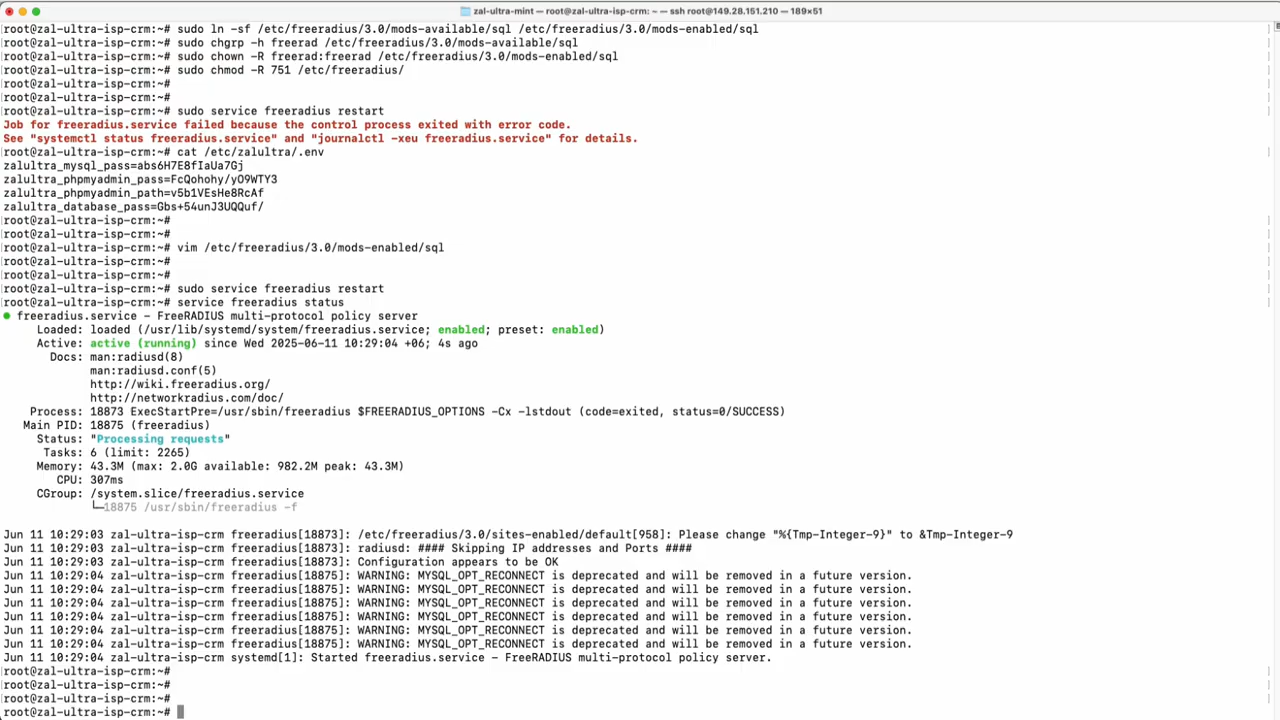 zal-ultra-mint — root@zal-ultra-isp-crm: ~ — ssh root@149.28.151.210 — 189×51
root@zal-ultra-isp-crm:~# sudo ln -sf /etc/freeradius/3.0/mods-available/sql /etc/freeradius/3.0/mods-enabled/sql
root@zal-ultra-isp-crm:~# sudo chgrp -h freerad /etc/freeradius/3.0/mods-available/sql
root@zal-ultra-isp-crm:~# sudo chown -R freerad:freerad /etc/freeradius/3.0/mods-enabled/sql
root@zal-ultra-isp-crm:~# sudo chmod -R 751 /etc/freeradius/
root@zal-ultra-isp-crm:~#
root@zal-ultra-isp-crm:~#
root@zal-ultra-isp-crm:~# sudo service freeradius restart
Job for freeradius.service failed because the control process exited with error code.
See "systemctl status freeradius.service" and "journalctl -xeu freeradius.service" for details.
root@zal-ultra-isp-crm:~# cat /etc/zalultra/.env
zalultra_mysql_pass=abs6H7E8fIaUa7Gj
zalultra_phpmyadmin_pass=FcQohohy/yO9WTY3
zalultra_phpmyadmin_path=v5b1VEsHe8RcAf
zalultra_database_pass=Gbs+54unJ3UQQuf/
root@zal-ultra-isp-crm:~#
root@zal-ultra-isp-crm:~#
root@zal-ultra-isp-crm:~# vim /etc/freeradius/3.0/mods-enabled/sql
root@zal-ultra-isp-crm:~#
root@zal-ultra-isp-crm:~#
root@zal-ultra-isp-crm:~# sudo service freeradius restart
root@zal-ultra-isp-crm:~# service freeradius status
● freeradius.service - FreeRADIUS multi-protocol policy server
Loaded: loaded (/usr/lib/systemd/system/freeradius.service; enabled; preset: enabled)
Active: active (running) since Wed 2025-06-11 10:29:04 +06; 4s ago
Docs: man:radiusd(8)
man:radiusd.conf(5)
http://wiki.freeradius.org/
http://networkradius.com/doc/
Process: 18873 ExecStartPre=/usr/sbin/freeradius $FREERADIUS_OPTIONS -Cx -lstdout (code=exited, status=0/SUCCESS)
Main PID: 18875 (freeradius)
Status: "Processing requests"
Tasks: 6 (limit: 2265)
Memory: 43.3M (max: 2.0G available: 982.2M peak: 43.3M)
CPU: 307ms
CGroup: /system.slice/freeradius.service
└─18875 /usr/sbin/freeradius -f
Jun 11 10:29:03 zal-ultra-isp-crm freeradius[18873]: /etc/freeradius/3.0/sites-enabled/default[958]: Please change "%{Tmp-Integer-9}" to &Tmp-Integer-9
Jun 11 10:29:03 zal-ultra-isp-crm freeradius[18873]: radiusd: #### Skipping IP addresses and Ports ####
Jun 11 10:29:03 zal-ultra-isp-crm freeradius[18873]: Configuration appears to be OK
Jun 11 10:29:04 zal-ultra-isp-crm freeradius[18875]: WARNING: MYSQL_OPT_RECONNECT is deprecated and will be removed in a future version.
Jun 11 10:29:04 zal-ultra-isp-crm freeradius[18875]: WARNING: MYSQL_OPT_RECONNECT is deprecated and will be removed in a future version.
Jun 11 10:29:04 zal-ultra-isp-crm freeradius[18875]: WARNING: MYSQL_OPT_RECONNECT is deprecated and will be removed in a future version.
Jun 11 10:29:04 zal-ultra-isp-crm freeradius[18875]: WARNING: MYSQL_OPT_RECONNECT is deprecated and will be removed in a future version.
Jun 11 10:29:04 zal-ultra-isp-crm freeradius[18875]: WARNING: MYSQL_OPT_RECONNECT is deprecated and will be removed in a future version.
Jun 11 10:29:04 zal-ultra-isp-crm freeradius[18875]: WARNING: MYSQL_OPT_RECONNECT is deprecated and will be removed in a future version.
Jun 11 10:29:04 zal-ultra-isp-crm systemd[1]: Started freeradius.service - FreeRADIUS multi-protocol policy server.
root@zal-ultra-isp-crm:~#
root@zal-ultra-isp-crm:~#
root@zal-ultra-isp-crm:~#
root@zal-ultra-isp-crm:~#